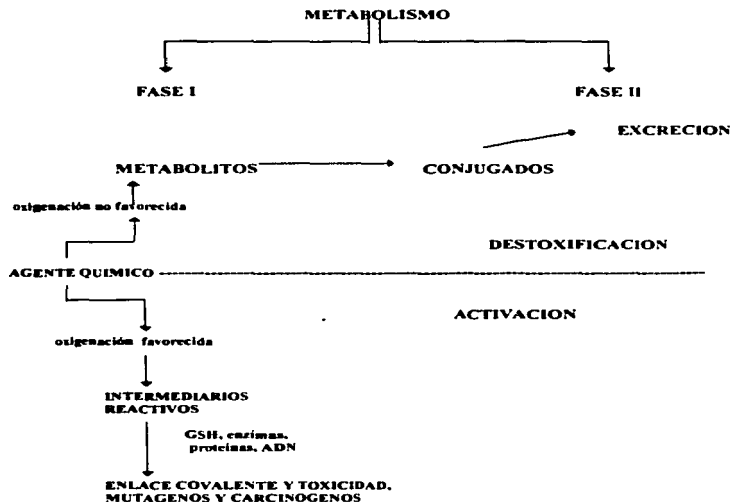 METABOLISMO
FASE I
FASE II
EXCRECION
METABOLITOS
CONJUGADOS
oxigenación no favorecida
DESTOXIFICACION
AGENTE QUIMICO
ACTIVACION
oxigenación favorecida
INTERMEDIARIOS
REACTIVOS
GSH, enzimas,
proteinas, ADN
ENLACE COVALENTE Y TOXICIDAD,
MUTAGENOS Y CARCINOGENOS